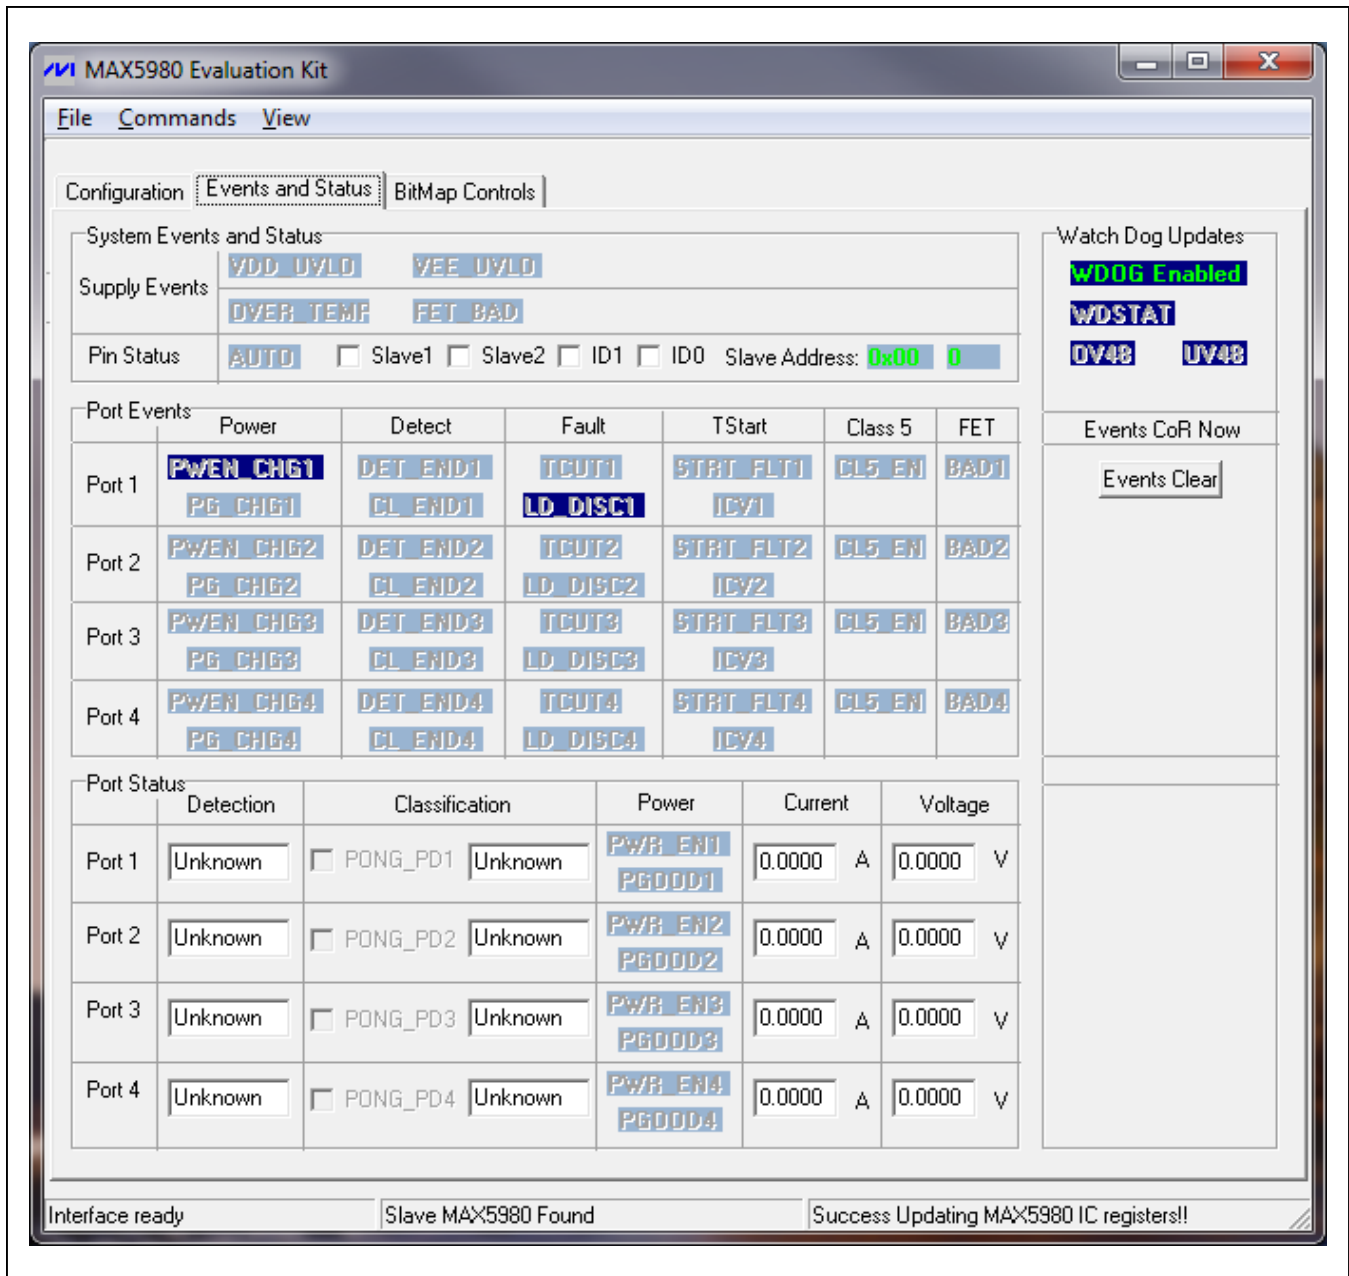 MAX5980 Evaluation Kit
File Commands View
Configuration Events and Status BitMap Controls
System Events and Status
Supply Events VDD_UVLO VEE_UVLO
OVER_TEMP FET_BAD
Pin Status AUTO Slave1 Slave2 ID1 ID0 Slave Address: 0x00 0
Watch Dog Updates
WDOG Enabled
WDSTAT
OV48 UV48
Port Events
Power Detect Fault TStart Class 5 FET
Port 1 PWEN_CHG1 DET_END1 TCUT1 STRT_FLT1 CL5_EN BAD1
PG_CHG1 CL_END1 LD_DISC1 ICV1
Port 2 PWEN_CHG2 DET_END2 TCUT2 STRT_FLT2 CL5_EN BAD2
PG_CHG2 CL_END2 LD_DISC2 ICV2
Port 3 PWEN_CHG3 DET_END3 TCUT3 STRT_FLT3 CL5_EN BAD3
PG_CHG3 CL_END3 LD_DISC3 ICV3
Port 4 PWEN_CHG4 DET_END4 TCUT4 STRT_FLT4 CL5_EN BAD4
PG_CHG4 CL_END4 LD_DISC4 ICV4
Events CoR Now
Events Clear
Port Status
Detection Classification Power Current Voltage
Port 1 Unknown PONG_PD1 Unknown PWR_EN1 0.0000 A 0.0000 V
PGOOD1
Port 2 Unknown PONG_PD2 Unknown PWR_EN2 0.0000 A 0.0000 V
PGOOD2
Port 3 Unknown PONG_PD3 Unknown PWR_EN3 0.0000 A 0.0000 V
PGOOD3
Port 4 Unknown PONG_PD4 Unknown PWR_EN4 0.0000 A 0.0000 V
PGOOD4
Interface ready Slave MAX5980 Found Success Updating MAX5980 IC registers!!